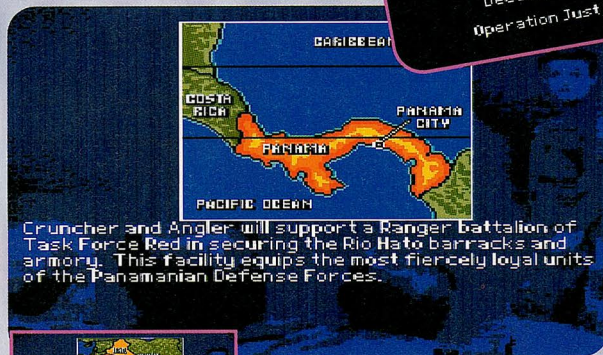 Operation Just
CARIBBEAN
COSTA
RICA
PANAMA
CITY
PANAMA
PACIFIC OCEAN
Cruncher and Angler will support a Ranger battalion of
Task Force Red in securing the Rio Hato barracks and
armory. This facility equips the most fiercely loyal units
of the Panamanian Defense Forces.